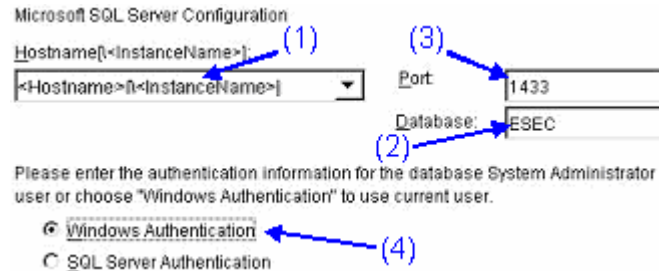 Microsoft SQL Server Configuration
Hostname[\<InstanceName>]:
(1)
(3)
<Hostname>[\<InstanceName>]
Port:
1433
Database:
ESEC
(2)
Please enter the authentication information for the database System Administrator
user or choose "Windows Authentication" to use current user.
Windows Authentication
(4)
SQL Server Authentication